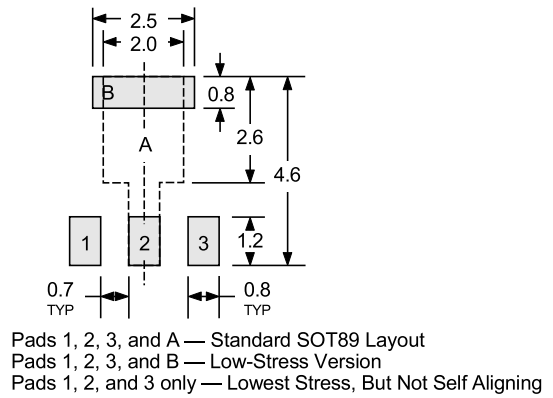 2.5
2.0
B
0.8
A
2.6
4.6
1
2
3
1.2
0.7
TYP
0.8
TYP
Pads 1, 2, 3, and A — Standard SOT89 Layout
Pads 1, 2, 3, and B — Low-Stress Version
Pads 1, 2, and 3 only — Lowest Stress, But Not Self Aligning